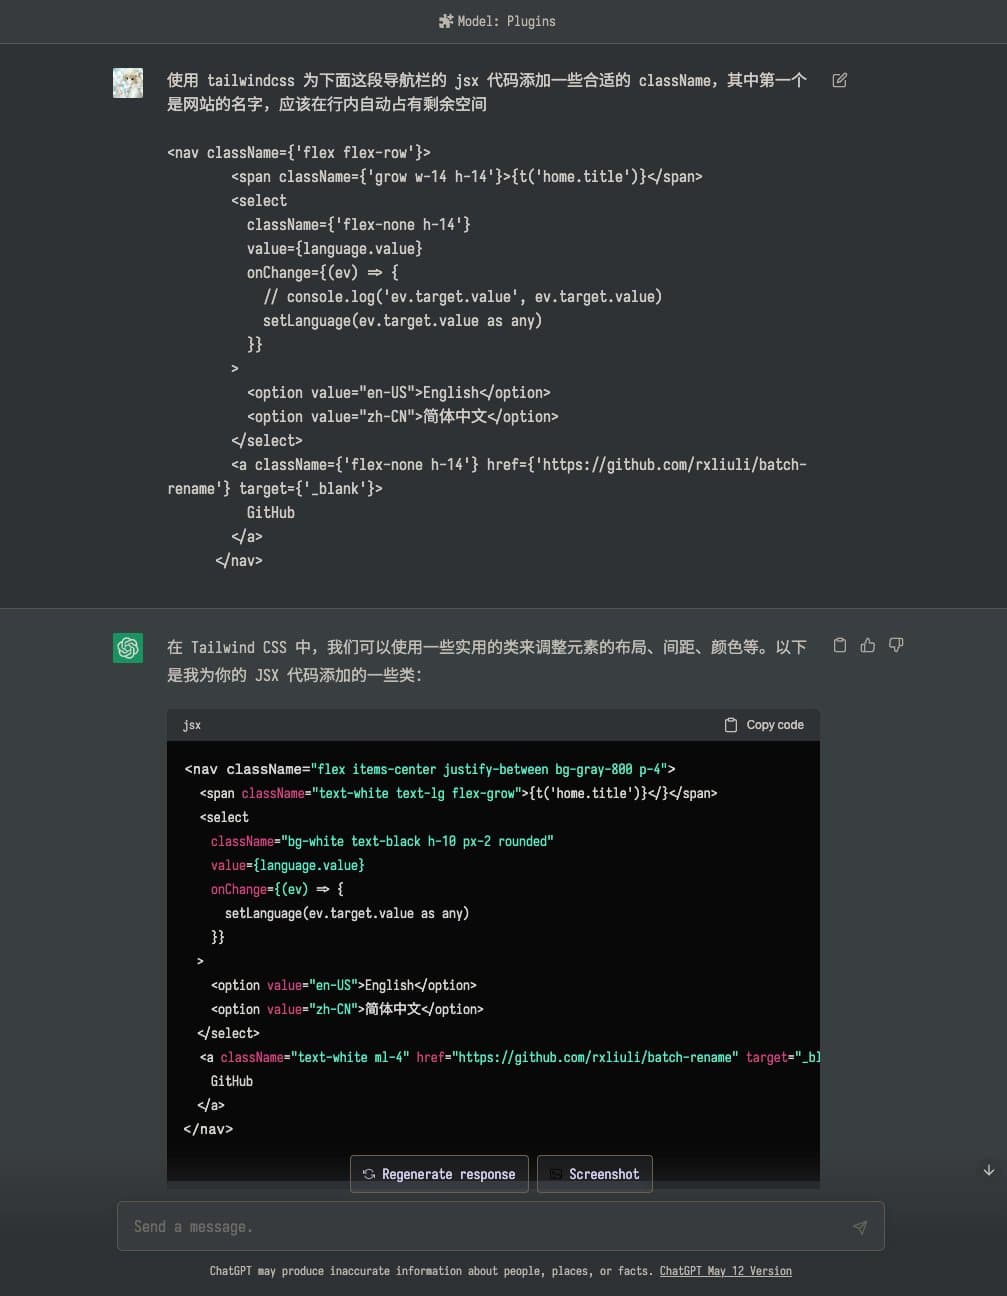 Model: Plugins
使用 tailwindcss 为下面这段导航栏的 jsx 代码添加一些合适的 className，其中第一个
是网站的名字，应该在行内自动占有剩余空间
<nav className={'flex flex-row'}>
<span className={'grow w-14 h-14'}>{t('home.title')}</span>
<select
className={'flex-none h-14'}
value={language.value}
onChange={(ev) => {
// console.log('ev.target.value', ev.target.value)
setLanguage(ev.target.value as any)
}}
>
<option value="en-US">English</option>
<option value="zh-CN">简体中文</option>
</select>
<a className={'flex-none h-14'} href={'https://github.com/rxliuli/batch-
rename'} target={'_blank'}>
GitHub
</a>
</nav>
在 Tailwind CSS 中，我们可以使用一些实用的类来调整元素的布局、间距、颜色等。以下
是我为你的 JSX 代码添加的一些类：
jsx Copy code
<nav className="flex items-center justify-between bg-gray-800 p-4">
<span className="text-white text-lg flex-grow">{t('home.title')}</}</span>
<select
className="bg-white text-black h-10 px-2 rounded"
value={language.value}
onChange={(ev) => {
setLanguage(ev.target.value as any)
}}
>
<option value="en-US">English</option>
<option value="zh-CN">简体中文</option>
</select>
<a className="text-white ml-4" href="https://github.com/rxliuli/batch-rename" target="_bl
GitHub
</a>
</nav>
Regenerate response Screenshot
Send a message.
ChatGPT may produce inaccurate information about people, places, or facts. ChatGPT May 12 Version